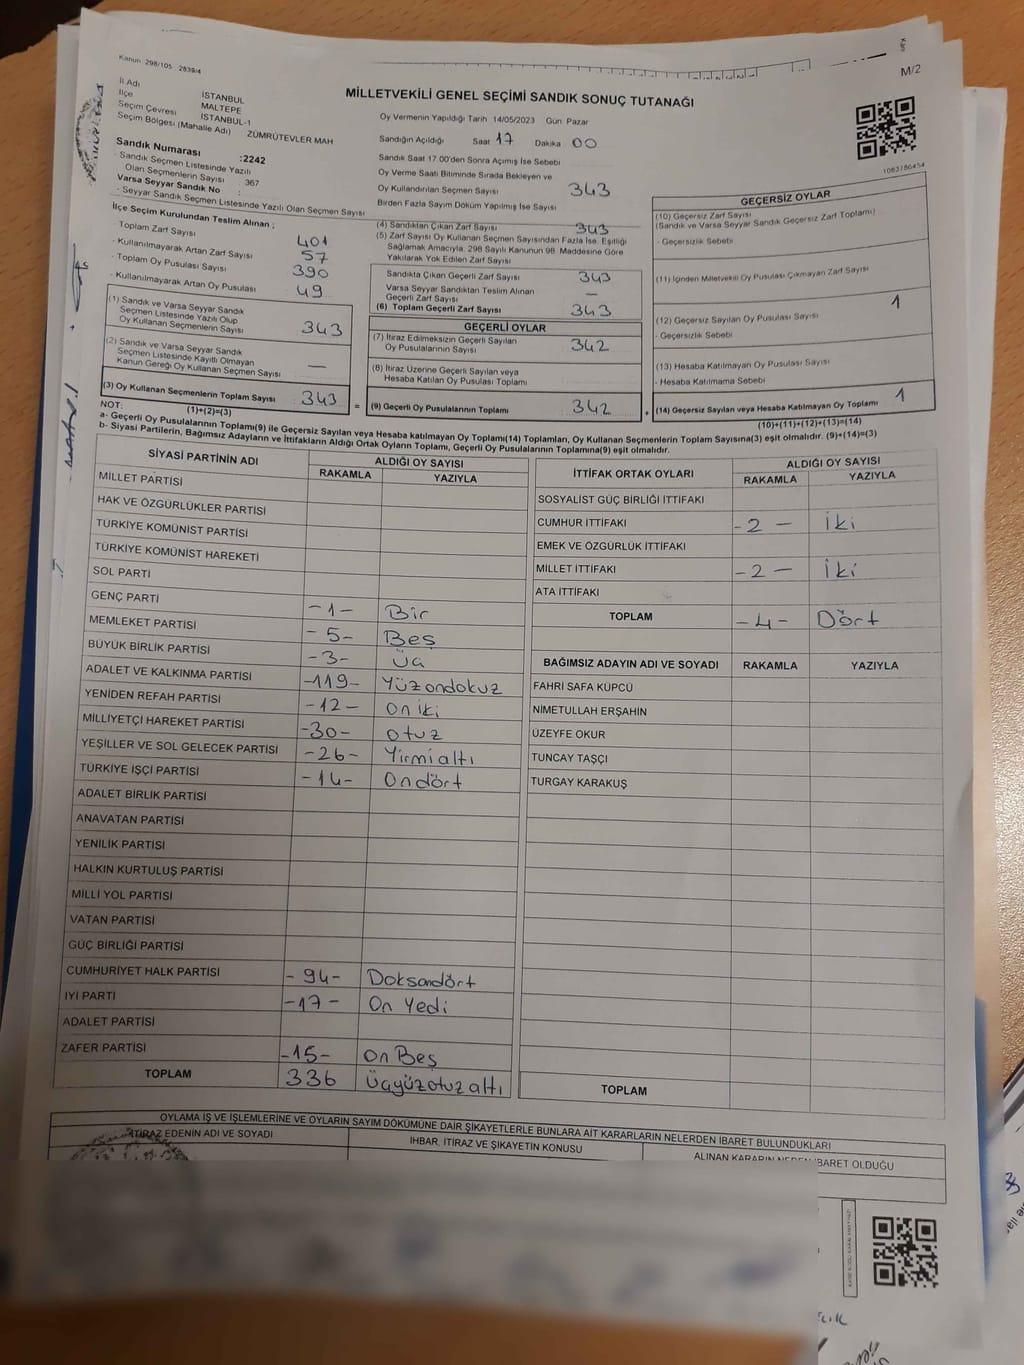 Kanun 298/105 2839/4
M/2
MİLLETVEKİLİ GENEL SEÇİMİ SANDIK SONUÇ TUTANAĞI
İl Adı İSTANBUL
İlçe MALTEPE
Seçim Çevresi İSTANBUL-1
Seçim Bölgesi (Mahalle Adı) ZÜMRÜTEVLER MAH
Sandık Numarası :2242
- Sandık Seçmen Listesinde Yazılı
Olan Seçmenlerin Sayısı 367
Varsa Seyyar Sandık No :
- Seyyar Sandık Seçmen Listesinde Yazılı Olan Seçmen Sayısı
Oy Vermenin Yapıldığı Tarih 14/05/2023 Gün Pazar
Sandığın Açıldığı Saat 17 Dakika 00
Sandık Saat 17.00'den Sonra Açımış İse Sebebi
Oy Verme Saati Bitiminde Sırada Bekleyen ve
Oy Kullandırılan Seçmen Sayısı 343
Birden Fazla Sayım Döküm Yapılmış İse Sayısı
1083786454
İlçe Seçim Kurulundan Teslim Alınan ;
- Toplam Zarf Sayısı 401
- Kullanılmayarak Artan Zarf Sayısı 57
- Toplam Oy Pusulası Sayısı 390
- Kullanılmayarak Artan Oy Pusulası 49
(1) Sandık ve Varsa Seyyar Sandık
Seçmen Listesinde Yazılı Olup
Oy Kullanan Seçmenlerin Sayısı 343
(2) Sandık ve Varsa Seyyar Sandık
Seçmen Listesinde Kayıtlı Olmayan
Kanun Gereği Oy Kullanan Seçmen Sayısı —
(3) Oy Kullanan Seçmenlerin Toplam Sayısı 343
(1)+(2)=(3)
(4) Sandıktan Çıkan Zarf Sayısı 343
(5) Zarf Sayısı Oy Kullanan Seçmen Sayısından Fazla İse, Eşitliği
Sağlamak Amacıyla, 298 Sayılı Kanunun 98. Maddesine Göre
Yakılarak Yok Edilen Zarf Sayısı
Sandıkta Çıkan Geçerli Zarf Sayısı 343
Varsa Seyyar Sandıktan Teslim Alınan
Geçerli Zarf Sayısı —
(6) Toplam Geçerli Zarf Sayısı 343
GEÇERLİ OYLAR
(7) İtiraz Edilmeksizin Geçerli Sayılan
Oy Pusulalarının Sayısı 342
(8) İtiraz Üzerine Geçerli Sayılan veya
Hesaba Katılan Oy Pusulası Toplamı
= (9) Geçerli Oy Pusulalarının Toplamı 342
GEÇERSİZ OYLAR
(10) Geçersiz Zarf Sayısı
(Sandık ve Varsa Seyyar Sandık Geçersiz Zarf Toplamı)
- Geçersizlik Sebebi
(11) İçinden Milletvekili Oy Pusulası Çıkmayan Zarf Sayısı
(12) Geçersiz Sayılan Oy Pusulası Sayısı 1
- Geçersizlik Sebebi
(13) Hesaba Katılmayan Oy Pusulası Sayısı
- Hesaba Katılmama Sebebi
+ (14) Geçersiz Sayılan veya Hesaba Katılmayan Oy Toplamı 1
(10)+(11)+(12)+(13)=(14)
NOT:
a- Geçerli Oy Pusulalarının Toplamı(9) ile Geçersiz Sayılan veya Hesaba katılmayan Oy Toplamı(14) Toplamları, Oy Kullanan Seçmenlerin Toplam Sayısına(3) eşit olmalıdır. (9)+(14)=(3)
b- Siyasi Partilerin, Bağımsız Adayların ve İttifakların Aldığı Ortak Oyların Toplamı, Geçerli Oy Pusulalarının Toplamına(9) eşit olmalıdır.
SİYASİ PARTİNİN ADI ALDIĞI OY SAYISI
RAKAMLA YAZIYLA
MİLLET PARTİSİ
HAK VE ÖZGÜRLÜKLER PARTİSİ
TÜRKİYE KOMÜNİST PARTİSİ
TÜRKİYE KOMÜNİST HAREKETİ
SOL PARTİ
GENÇ PARTİ -1- Bir
MEMLEKET PARTİSİ -5- Beş
BÜYÜK BİRLİK PARTİSİ -3- Üç
ADALET VE KALKINMA PARTİSİ -119- Yüzondokuz
YENİDEN REFAH PARTİSİ -12- On iki
MİLLİYETÇİ HAREKET PARTİSİ -30- otuz
YEŞİLLER VE SOL GELECEK PARTİSİ -26- Yirmialtı
TÜRKİYE İŞÇİ PARTİSİ -14- Ondört
ADALET BİRLİK PARTİSİ
ANAVATAN PARTİSİ
YENİLİK PARTİSİ
HALKIN KURTULUŞ PARTİSİ
MİLLİ YOL PARTİSİ
VATAN PARTİSİ
GÜÇ BİRLİĞİ PARTİSİ
CUMHURİYET HALK PARTİSİ -94- Doksandört
İYİ PARTİ -17- On Yedi
ADALET PARTİSİ
ZAFER PARTİSİ -15- On Beş
TOPLAM 336 Üçyüzotuzaltı
İTTİFAK ORTAK OYLARI ALDIĞI OY SAYISI
RAKAMLA YAZIYLA
SOSYALİST GÜÇ BİRLİĞİ İTTİFAKI
CUMHUR İTTİFAKI -2- İki
EMEK VE ÖZGÜRLÜK İTTİFAKI
MİLLET İTTİFAKI -2- İki
ATA İTTİFAKI
TOPLAM -4- Dört
BAĞIMSIZ ADAYIN ADI VE SOYADI RAKAMLA YAZIYLA
FAHRİ SAFA KÜPCÜ
NİMETULLAH ERŞAHİN
ÜZEYFE OKUR
TUNCAY TAŞÇI
TURGAY KARAKUŞ
TOPLAM
OYLAMA İŞ VE İŞLEMLERİNE VE OYLARIN SAYIM DÖKÜMÜNE DAİR ŞİKAYETLERLE BUNLARA AİT KARARLARIN NELERDEN İBARET BULUNDUKLARI
İTİRAZ EDENİN ADI VE SOYADI
İHBAR, İTİRAZ VE ŞİKAYETİN KONUSU
ALINAN KARARIN NEDEN İBARET OLDUĞU